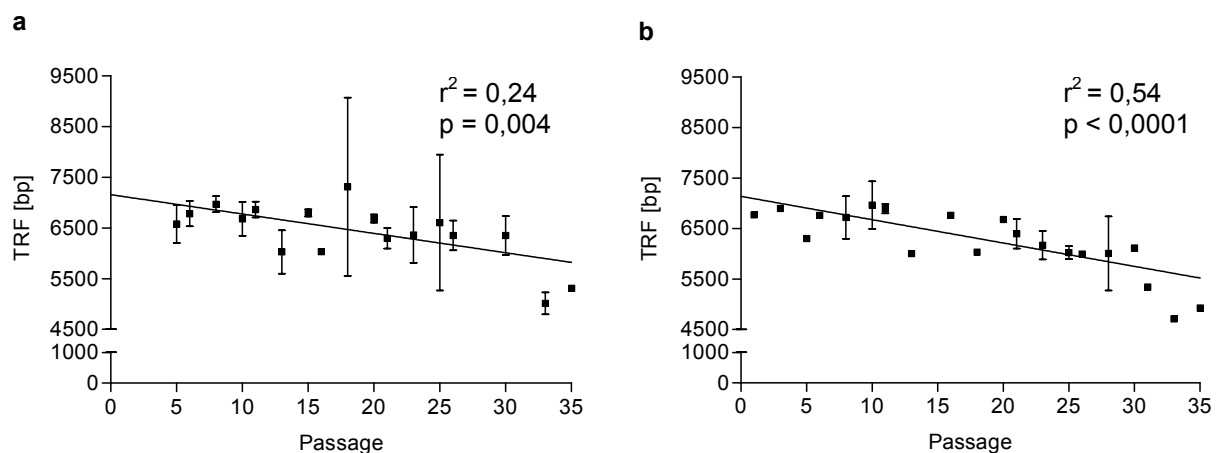 a
9500
8500
7500
6500
5500
4500
1000
0
TRF [bp]
r² = 0,24
p = 0,004
0 5 10 15 20 25 30 35
Passage
b
9500
8500
7500
6500
5500
4500
1000
0
TRF [bp]
r² = 0,54
p < 0,0001
0 5 10 15 20 25 30 35
Passage